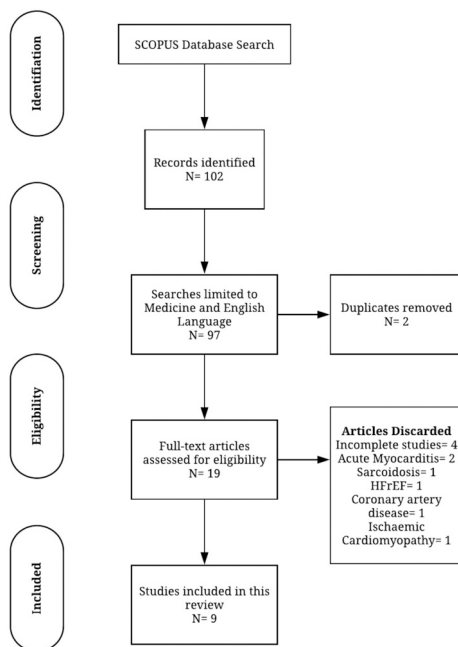 Identifiation
SCOPUS Database Search
Records identified
N= 102
Screening
Searches limited to
Medicine and English
Language
N= 97
Duplicates removed
N= 2
Eligibility
Full-text articles
assessed for eligibility
N= 19
Articles Discarded
Incomplete studies= 4
Acute Myocarditis= 2
Sarcoidosis= 1
HFrEF= 1
Coronary artery
disease= 1
Ischaemic
Cardiomyopathy= 1
Included
Studies included in this
review
N= 9